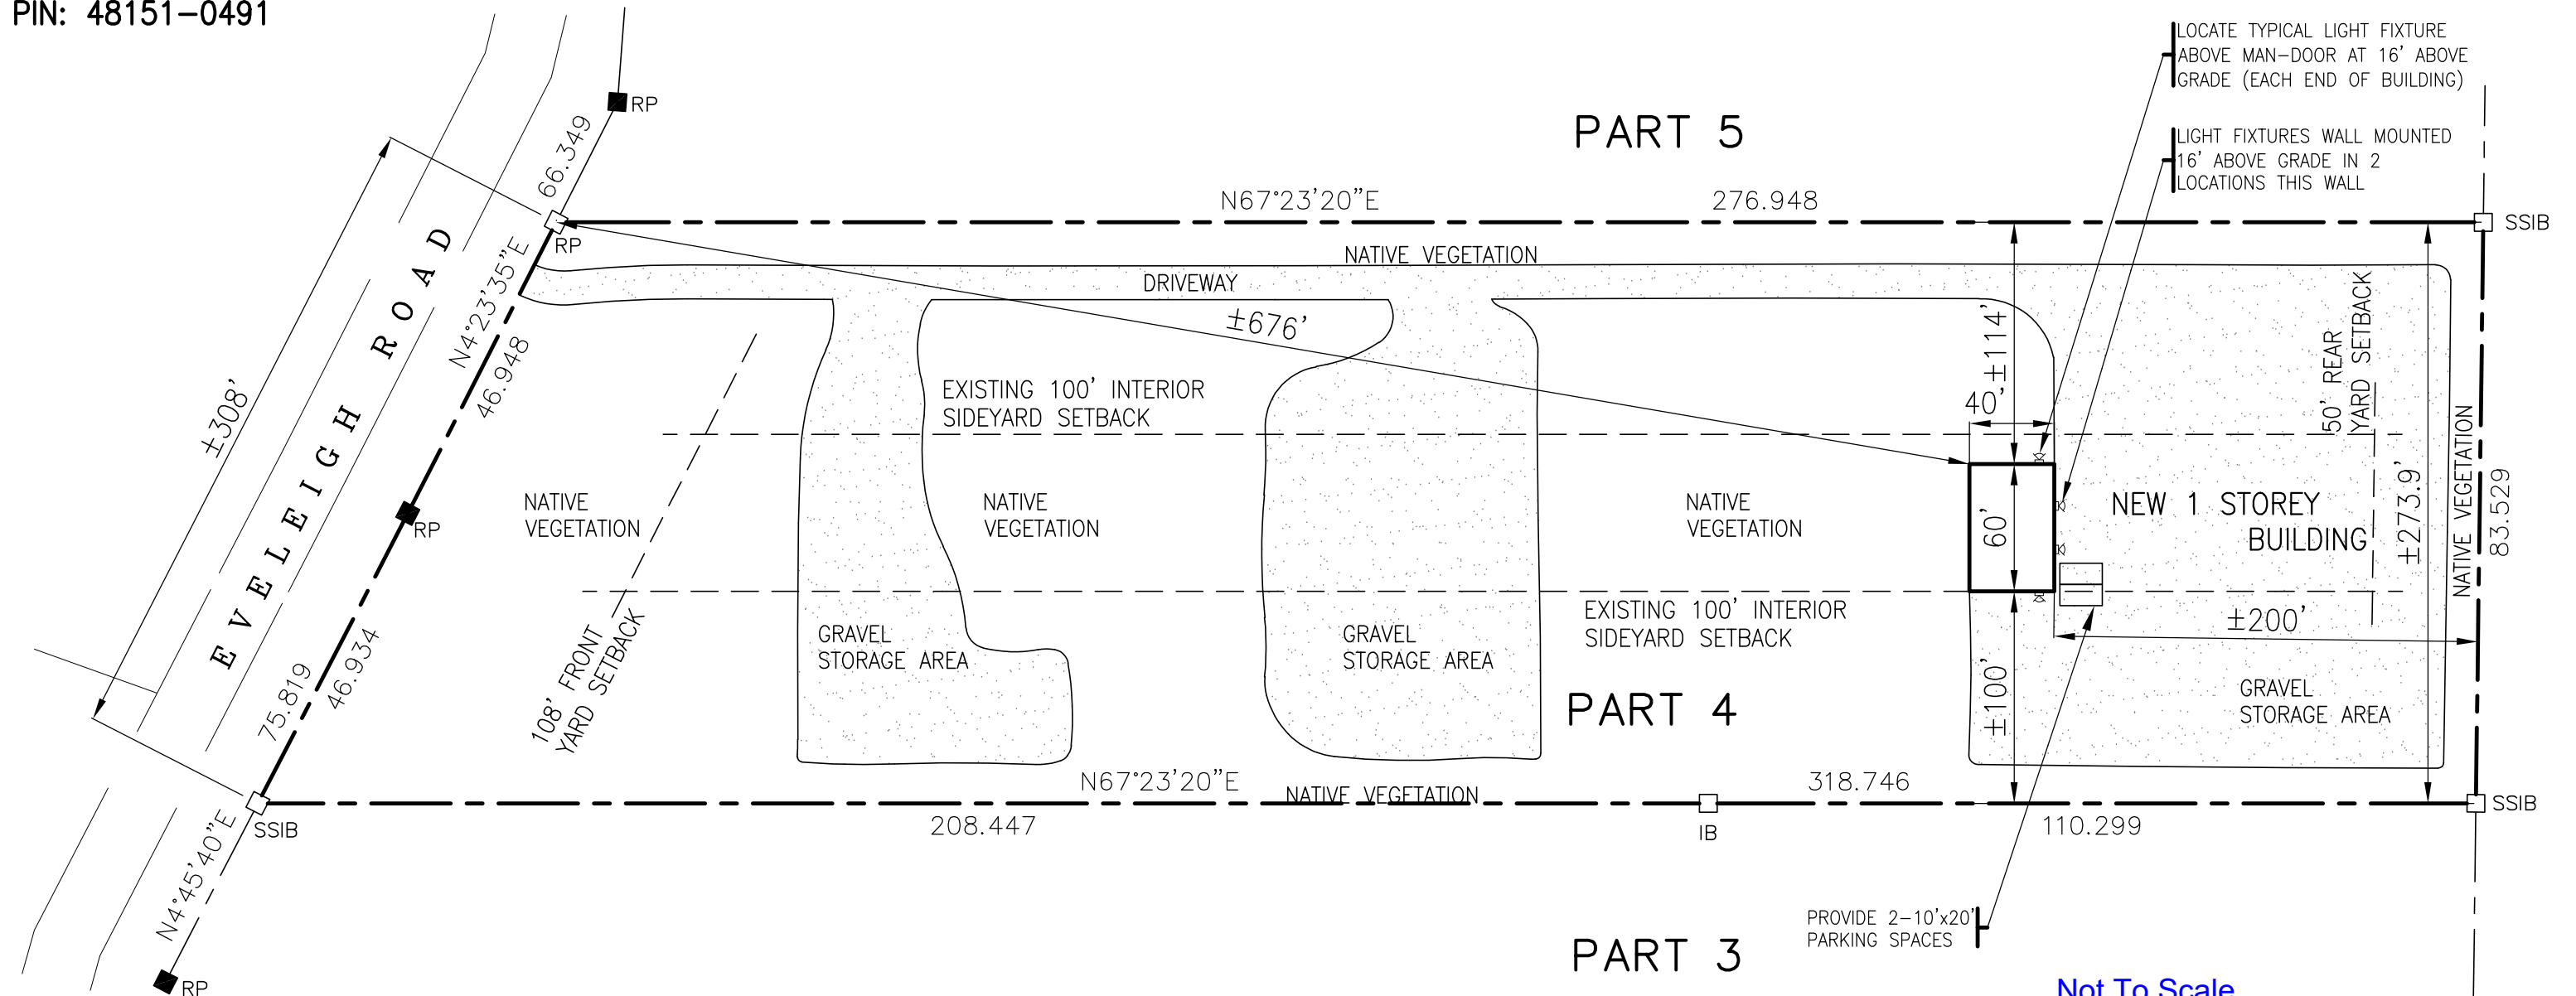 PIN: 48151-0491
LOCATE TYPICAL LIGHT FIXTURE
ABOVE MAN-DOOR AT 16' ABOVE
GRADE (EACH END OF BUILDING)
RP
66.349
PART 5
LIGHT FIXTURES WALL MOUNTED
16' ABOVE GRADE IN 2
LOCATIONS THIS WALL
N67°23'20"E
276.948
SSIB
RP
N4°23'35"E
46.948
NATIVE VEGETATION
DRIVEWAY
±676'
±114'
40'
50' REAR
YARD SETBACK
EXISTING 100' INTERIOR
SIDEYARD SETBACK
±308'
EVELEIGH ROAD
NATIVE
VEGETATION
NATIVE
VEGETATION
NATIVE
VEGETATION
60'
NEW 1 STOREY
BUILDING
±273.9'
NATIVE VEGETATION
83.529
RP
46.934
75.819
108' FRONT
YARD SETBACK
GRAVEL
STORAGE AREA
GRAVEL
STORAGE AREA
EXISTING 100' INTERIOR
SIDEYARD SETBACK
±200'
±100'
GRAVEL
STORAGE AREA
PART 4
N67°23'20"E
NATIVE VEGETATION
318.746
SSIB
SSIB
208.447
IB
110.299
N4°45'40"E
PROVIDE 2-10'x20'
PARKING SPACES
PART 3
RP
Not To Scale